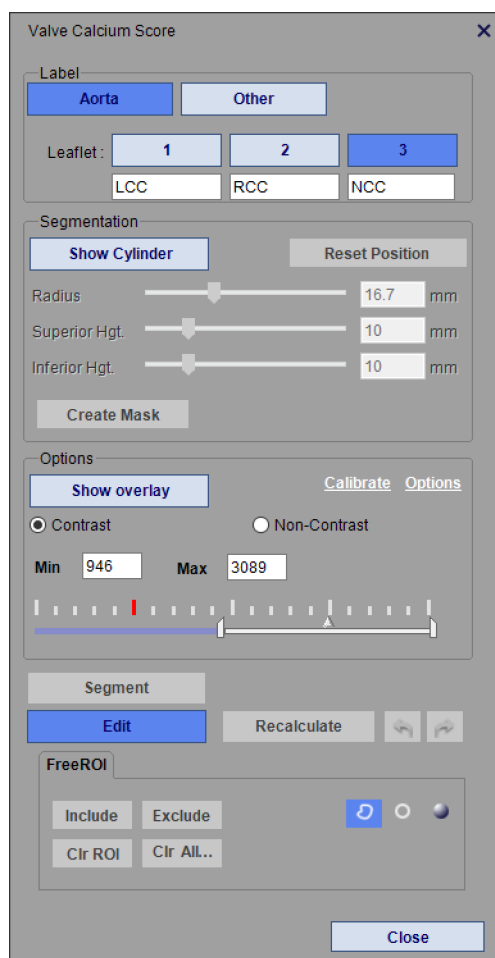 Valve Calcium Score
Label
Aorta Other
Leaflet : 1 2 3
LCC RCC NCC
Segmentation
Show Cylinder Reset Position
Radius 16.7 mm
Superior Hgt. 10 mm
Inferior Hgt. 10 mm
Create Mask
Options
Show overlay Calibrate Options
Contrast Non-Contrast
Min 946 Max 3089
Segment
Edit Recalculate
FreeROI
Include Exclude
Clr ROI Clr All...
Close